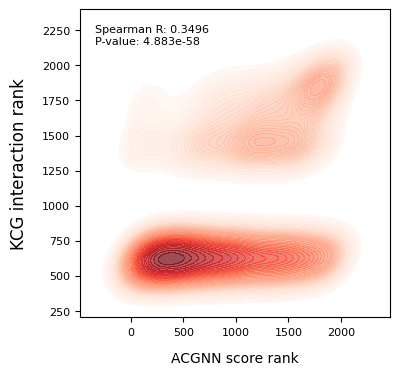 Spearman R: 0.3496
P-value: 4.883e-58
2250
2000
1750
1500
1250
1000
750
500
250
KCG interaction rank
0 500 1000 1500 2000
ACGNN score rank